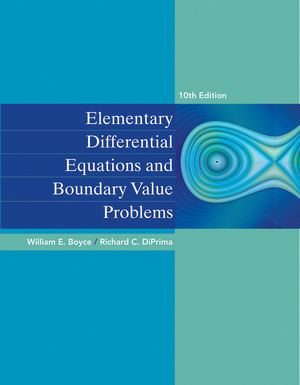 10th Edition
Elementary
Differential
Equations and
Boundary Value
Problems
William E. Boyce / Richard C. DiPrima